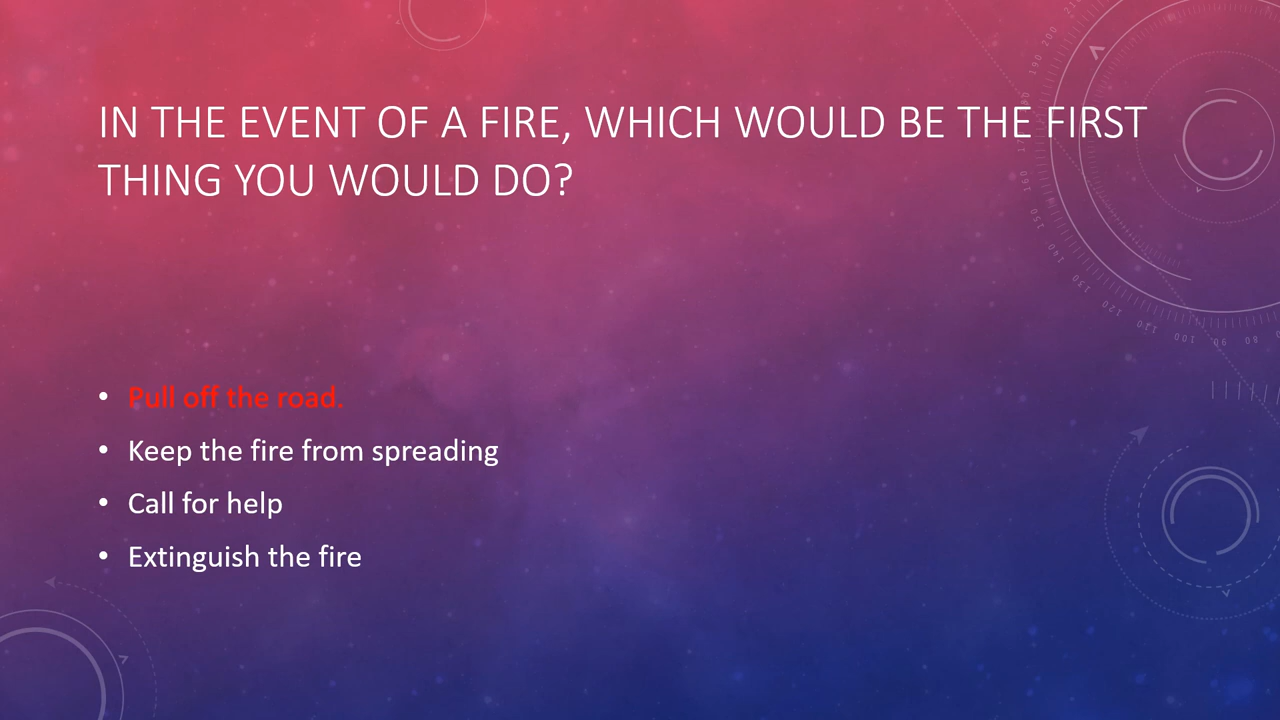 IN THE EVENT OF A FIRE, WHICH WOULD BE THE FIRST
THING YOU WOULD DO?
• Pull off the road.
• Keep the fire from spreading
• Call for help
• Extinguish the fire